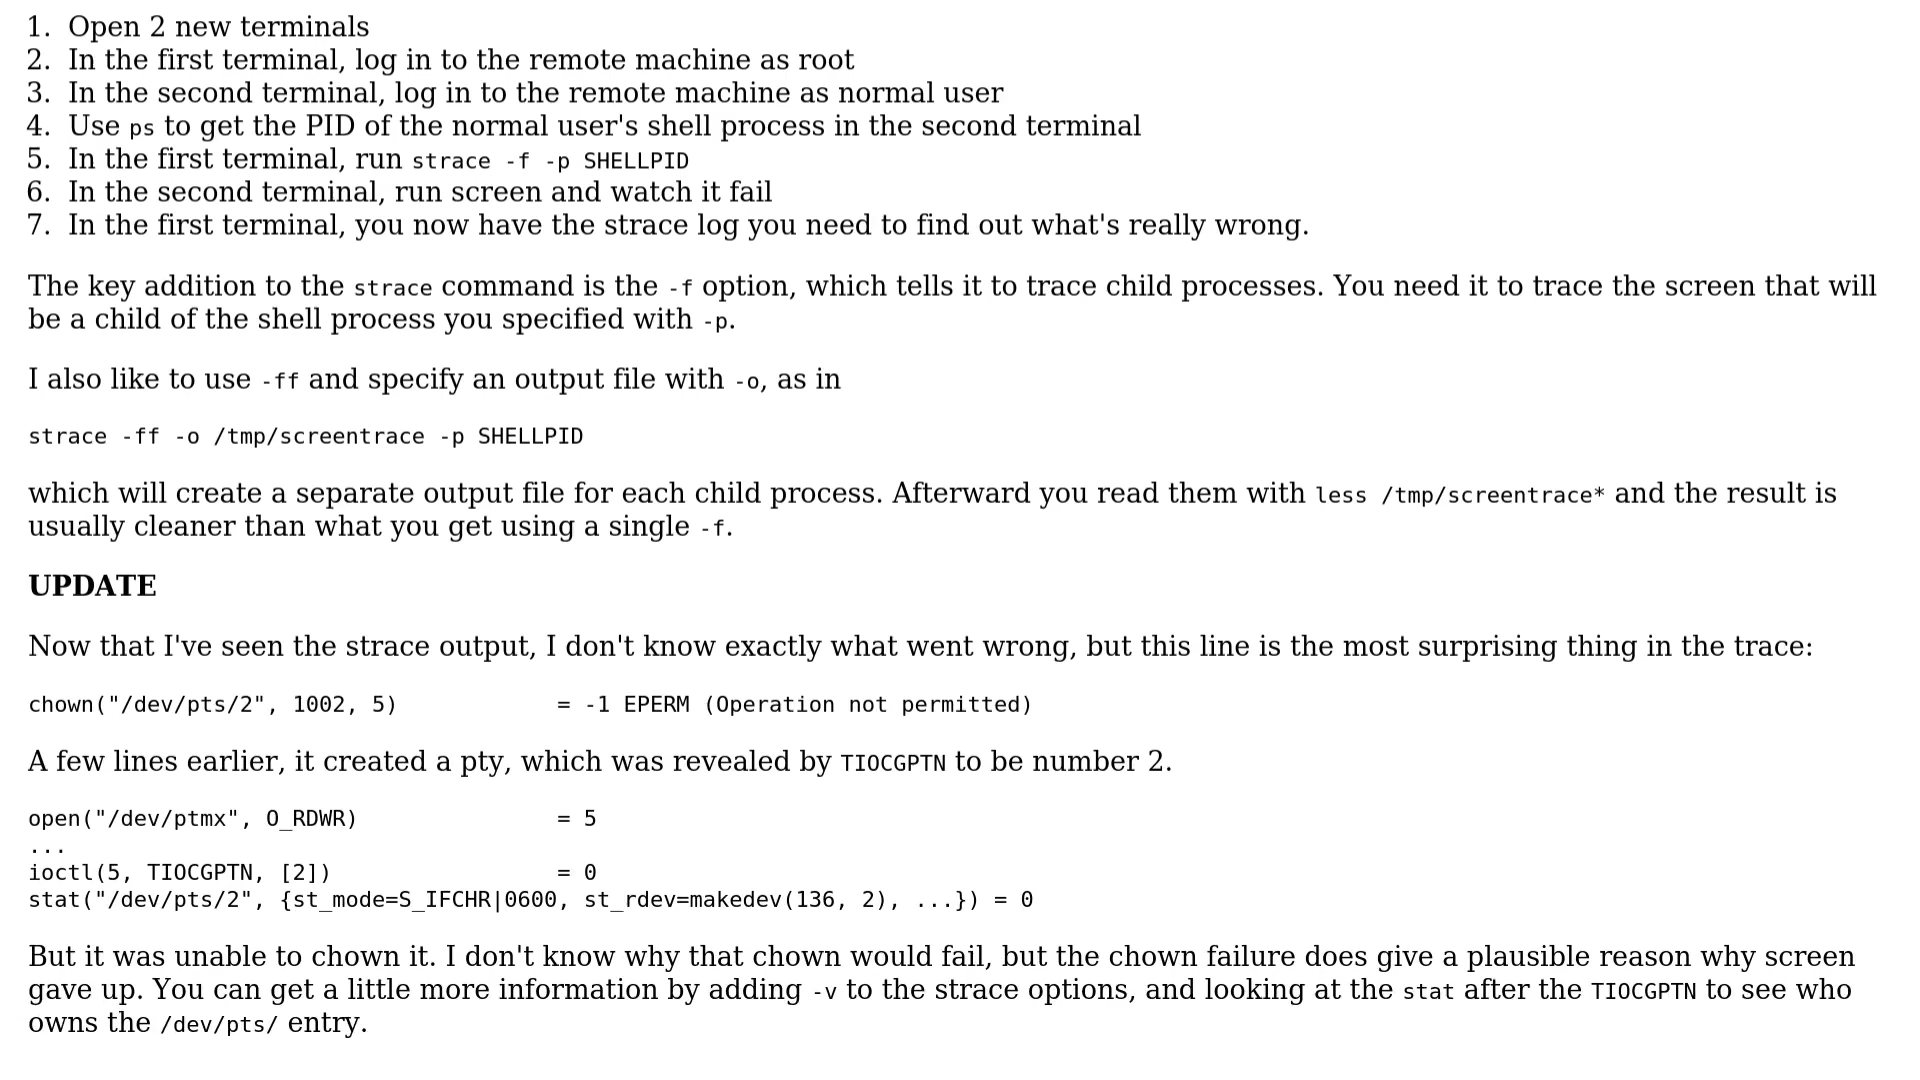 1. Open 2 new terminals
2. In the first terminal, log in to the remote machine as root
3. In the second terminal, log in to the remote machine as normal user
4. Use ps to get the PID of the normal user's shell process in the second terminal
5. In the first terminal, run strace -f -p SHELLPID
6. In the second terminal, run screen and watch it fail
7. In the first terminal, you now have the strace log you need to find out what's really wrong.
The key addition to the strace command is the -f option, which tells it to trace child processes. You need it to trace the screen that will
be a child of the shell process you specified with -p.
I also like to use -ff and specify an output file with -o, as in
strace -ff -o /tmp/screentrace -p SHELLPID
which will create a separate output file for each child process. Afterward you read them with less /tmp/screentrace* and the result is
usually cleaner than what you get using a single -f.
UPDATE
Now that I've seen the strace output, I don't know exactly what went wrong, but this line is the most surprising thing in the trace:
chown("/dev/pts/2", 1002, 5)            = -1 EPERM (Operation not permitted)
A few lines earlier, it created a pty, which was revealed by TIOCGPTN to be number 2.
open("/dev/ptmx", O_RDWR)               = 5
...
ioctl(5, TIOCGPTN, [2])                 = 0
stat("/dev/pts/2", {st_mode=S_IFCHR|0600, st_rdev=makedev(136, 2), ...}) = 0
But it was unable to chown it. I don't know why that chown would fail, but the chown failure does give a plausible reason why screen
gave up. You can get a little more information by adding -v to the strace options, and looking at the stat after the TIOCGPTN to see who
owns the /dev/pts/ entry.